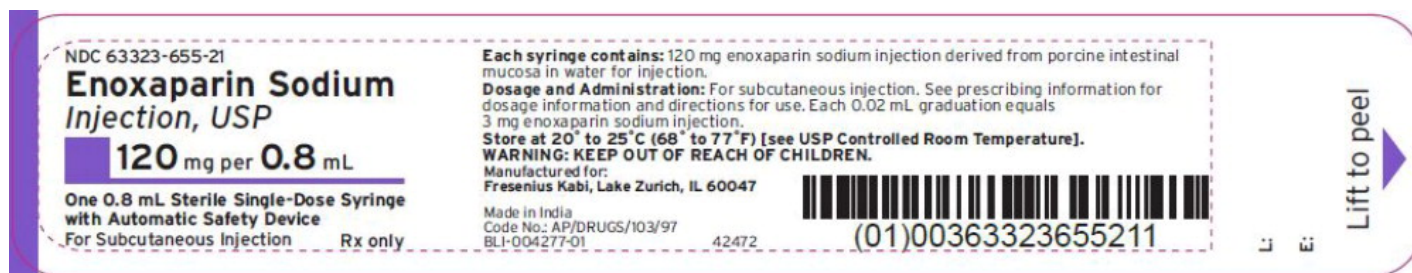 NDC 63323-655-21
Enoxaparin Sodium
Injection, USP
120 mg per 0.8 mL
One 0.8 mL Sterile Single-Dose Syringe
with Automatic Safety Device
For Subcutaneous Injection Rx only
Each syringe contains: 120 mg enoxaparin sodium injection derived from porcine intestinal
mucosa in water for injection.
Dosage and Administration: For subcutaneous injection. See prescribing information for
dosage information and directions for use. Each 0.02 mL graduation equals
3 mg enoxaparin sodium injection.
Store at 20˚ to 25˚C (68˚ to 77˚F) [see USP Controlled Room Temperature].
WARNING: KEEP OUT OF REACH OF CHILDREN.
Manufactured for:
Fresenius Kabi, Lake Zurich, IL 60047
Made in India
Code No.: AP/DRUGS/103/97
BLI-004277-01 42472
(01)00363323655211
L:
E:
Lift to peel